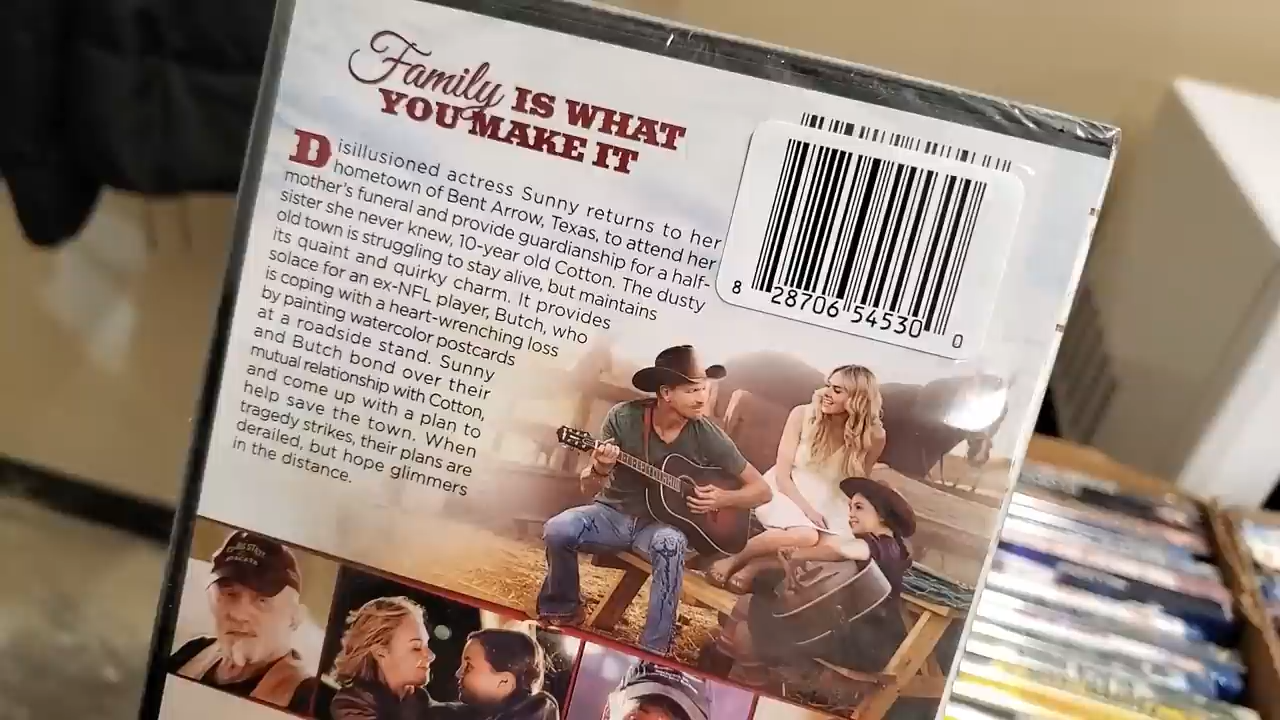 Family IS WHAT
YOU MAKE IT
Disillusioned actress Sunny returns to her
hometown of Bent Arrow, Texas, to attend her
mother's funeral and provide guardianship for a half-
sister she never knew, 10-year old Cotton. The dusty
old town is struggling to stay alive, but maintains
its quaint and quirky charm. It provides
solace for an ex-NFL player, Butch, who
is coping with a heart-wrenching loss
by painting watercolor postcards
at a roadside stand. Sunny
and Butch bond over their
mutual relationship with Cotton,
and come up with a plan to
help save the town. When
tragedy strikes, their plans are
derailed, but hope glimmers
in the distance.
8 28706 54530 0